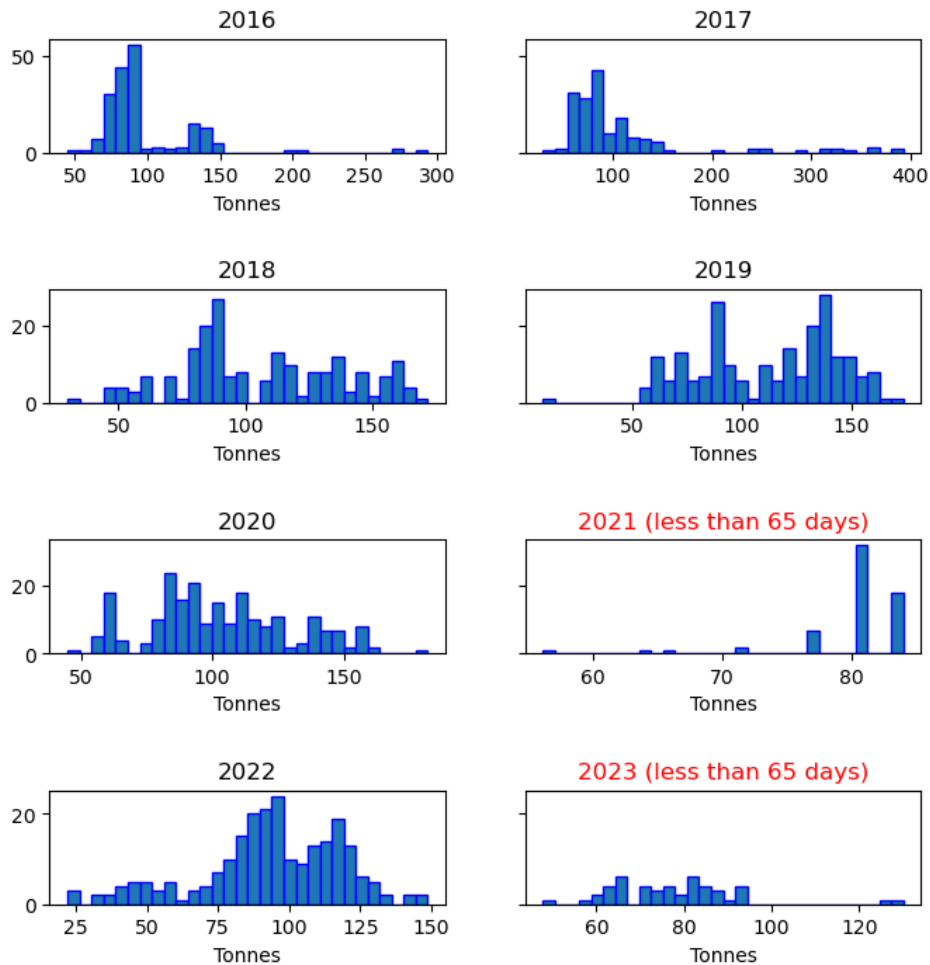 2016 2017
50
0
50 100 150 200 250 300 100 200 300 400
Tonnes Tonnes
2018 2019
20
0
50 100 150 50 100 150
Tonnes Tonnes
2020 2021 (less than 65 days)
20
0
50 100 150 60 70 80
Tonnes Tonnes
2022 2023 (less than 65 days)
20
0
25 50 75 100 125 150 60 80 100 120
Tonnes Tonnes